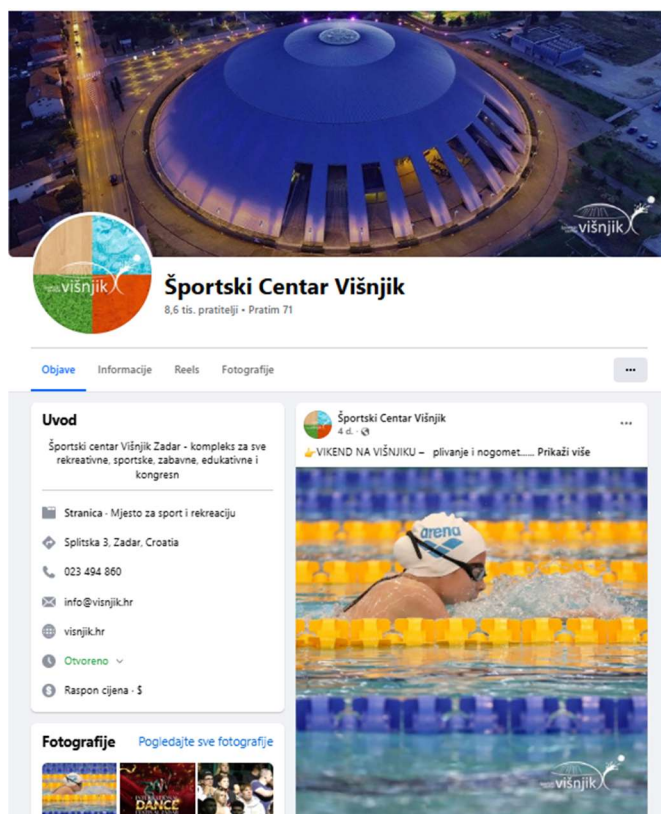 višnjik
višnjik
Športski Centar Višnjik
8,6 tis. pratitelji • Pratim 71
Objave
Informacije
Reels
Fotografije
Uvod
Športski centar Višnjik Zadar - kompleks za sve
rekreativne, sportske, zabavne, edukativne i
kongresn
Stranica · Mjesto za sport i rekreaciju
Splitska 3, Zadar, Croatia
023 494 860
info@visnjik.hr
visnjik.hr
Otvoreno
Raspon cijena · $
Fotografije
Pogledajte sve fotografije
DANCE
Športski Centar Višnjik
4 d. ·
VIKEND NA VIŠNJIKU – plivanje i nogomet...... Prikaži više
arena
višnjik